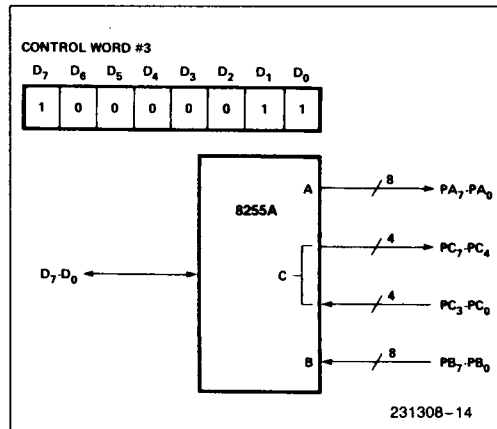 CONTROL WORD #3
D7 D6 D5 D4 D3 D2 D1 D0
1 0 0 0 0 0 1 1
8255A
A 8 PA7-PA0
4 PC7-PC4
D7-D0
C
4 PC3-PC0
B 8 PB7-PB0
231308-14